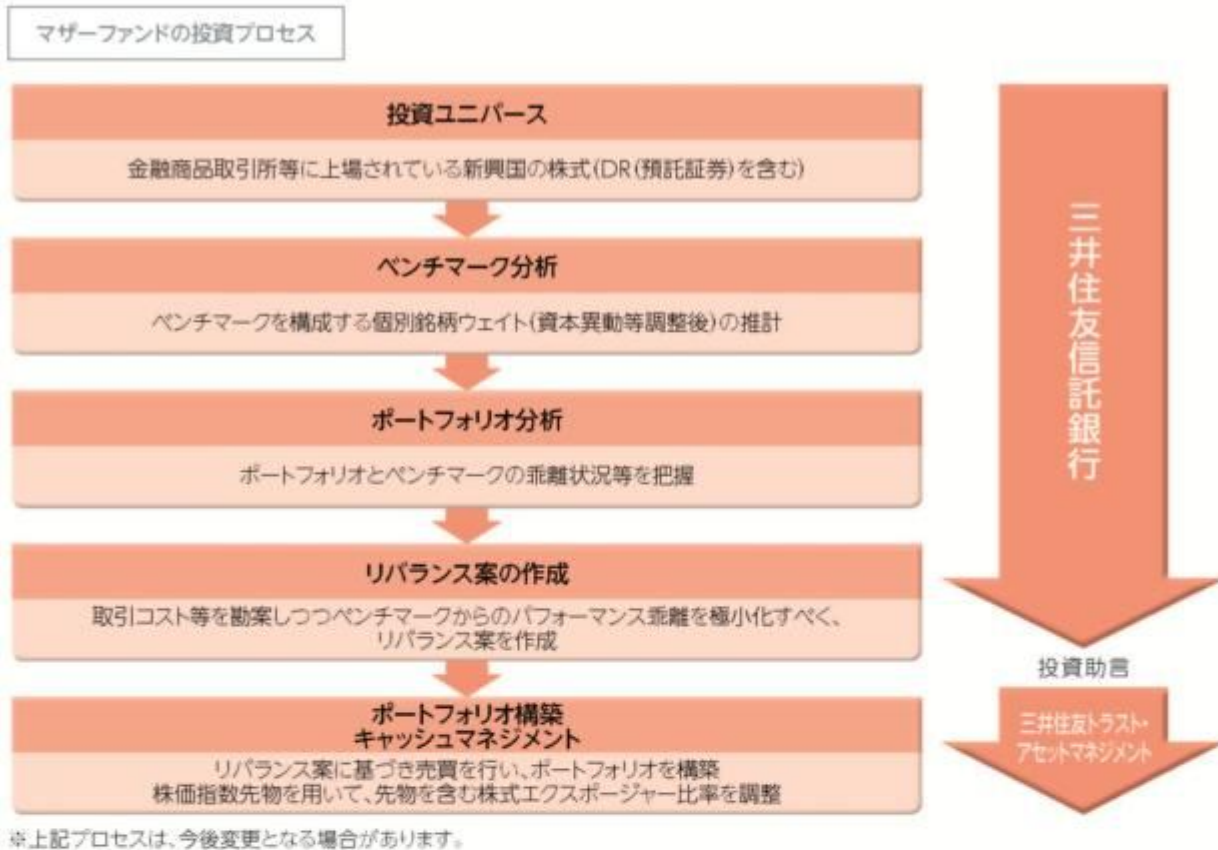 マザーファンドの投資プロセス
投資ユニバース
金融商品取引所等に上場されている新興国の株式(DR(預託証券)を含む)
ベンチマーク分析
ベンチマークを構成する個別銘柄ウェイト(資本異動等調整後)の推計
ポートフォリオ分析
ポートフォリオとベンチマークの乖離状況等を把握
リバランス案の作成
取引コスト等を勘案しつつベンチマークからのパフォーマンス乖離を極小化すべく、
リバランス案を作成
ポートフォリオ構築
キャッシュマネジメント
リバランス案に基づき売買を行い、ポートフォリオを構築
株価指数先物を用いて、先物を含む株式エクスポージャー比率を調整
三井住友信託銀行
投資助言
三井住友トラスト・
アセットマネジメント
※上記プロセスは、今後変更となる場合があります。